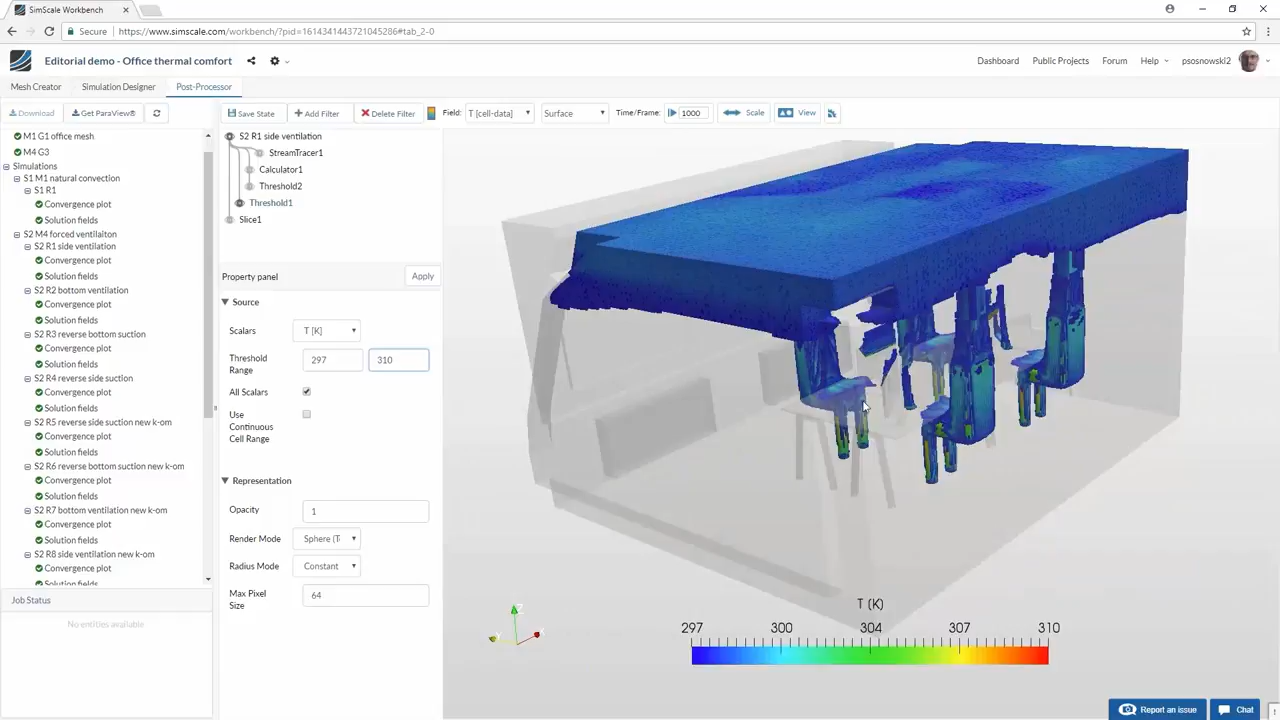 SimScale Workbench
Secure https://www.simscale.com/workbench/?pid=1614341443721045286#tab_2-0
Editorial demo - Office thermal comfort
Dashboard Public Projects Forum Help psosnowski2
Mesh Creator Simulation Designer Post-Processor
Download Get ParaView® Save State Add Filter Delete Filter Field: T [cell-data] Surface Time/Frame: 1000 Scale View
M1 G1 office mesh
M4 G3
Simulations
S1 M1 natural convection
S1 R1
Convergence plot
Solution fields
S2 M4 forced ventilaiton
S2 R1 side ventilation
Convergence plot
Solution fields
S2 R2 bottom ventilation
Convergence plot
Solution fields
S2 R3 reverse bottom suction
Convergence plot
Solution fields
S2 R4 reverse side suction
Convergence plot
Solution fields
S2 R5 reverse side suction new k-om
Convergence plot
Solution fields
S2 R6 reverse bottom suction new k-om
Convergence plot
Solution fields
S2 R7 bottom ventilation new k-om
Convergence plot
Solution fields
S2 R8 side ventilation new k-om
Convergence plot
Solution fields
Job Status
No entities available
S2 R1 side ventilation
StreamTracer1
Calculator1
Threshold2
Threshold1
Slice1
Property panel Apply
Source
Scalars T [K]
Threshold Range 297 310
All Scalars
Use
Continuous
Cell Range
Representation
Opacity 1
Render Mode Sphere (T
Radius Mode Constant
Max Pixel
Size 64
T (K)
297 300 304 307 310
Report an issue Chat